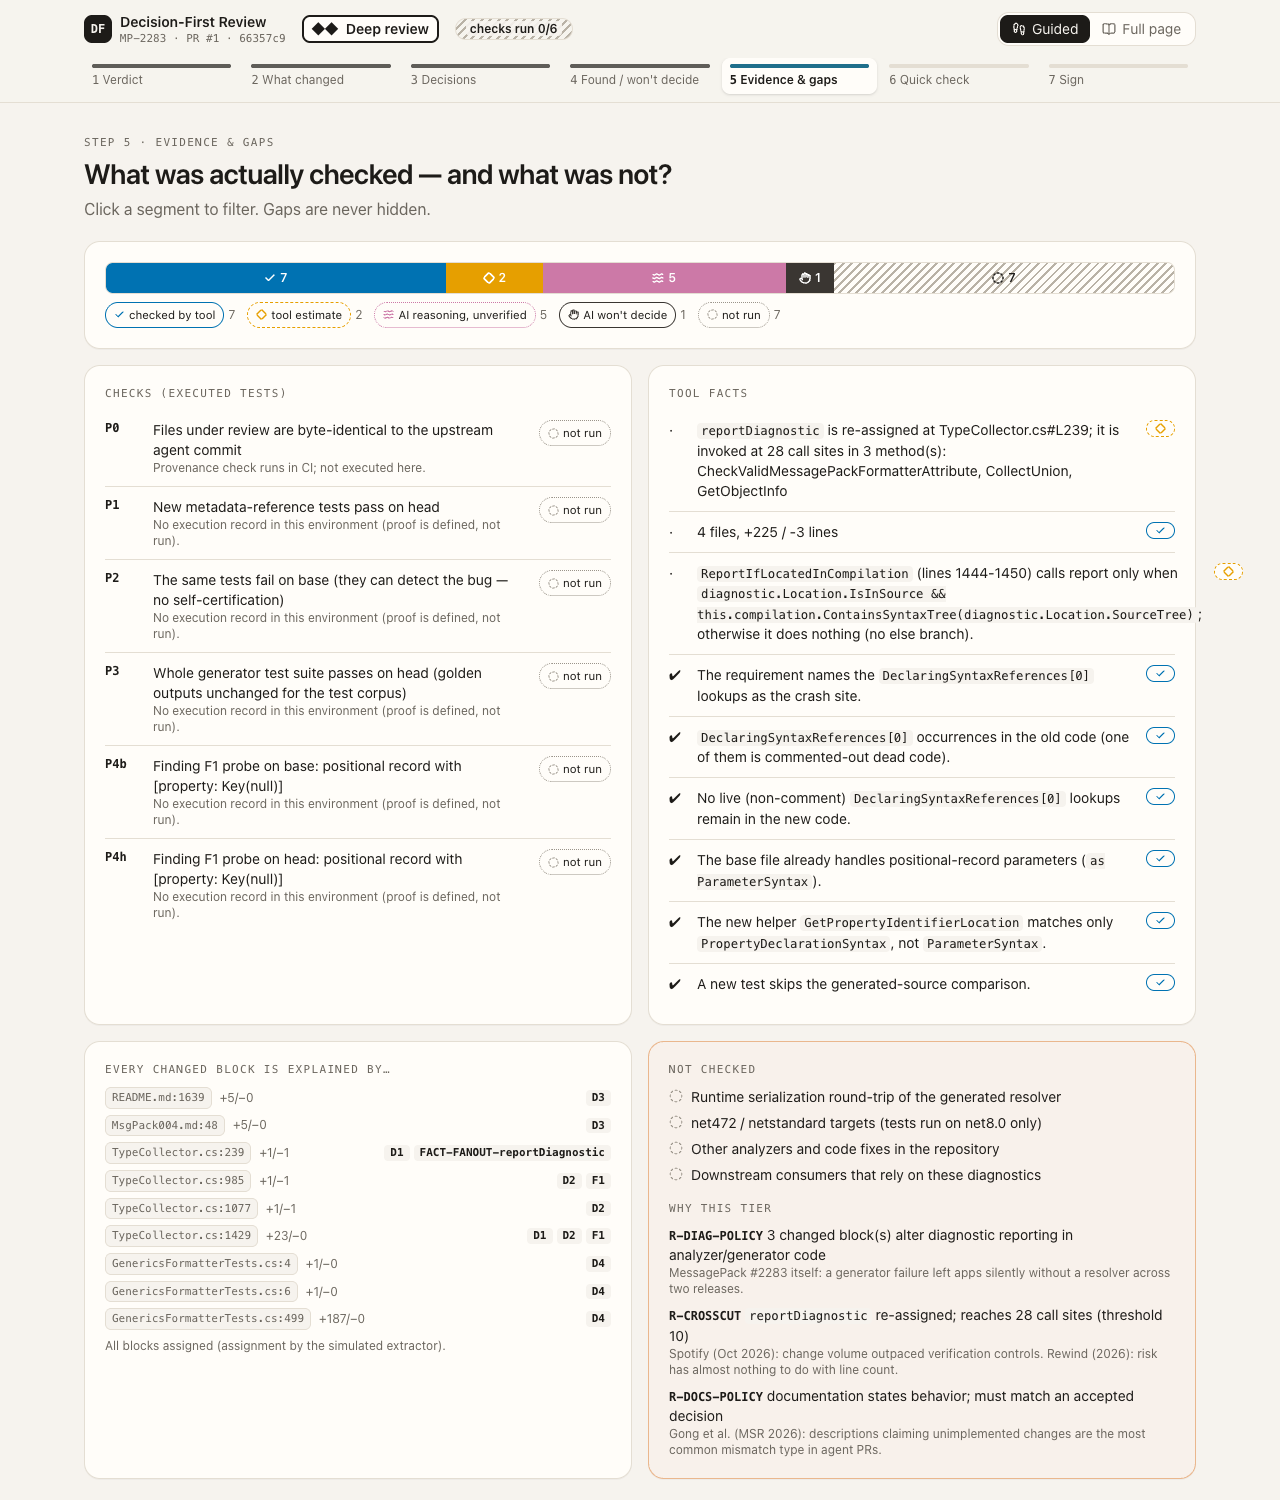 DF
Decision-First Review
MP-2283 · PR #1 · 66357c9
Deep review
checks run 0/6
Guided
Full page
1 Verdict
2 What changed
3 Decisions
4 Found / won't decide
5 Evidence & gaps
6 Quick check
7 Sign
STEP 5 · EVIDENCE & GAPS
What was actually checked — and what was not?
Click a segment to filter. Gaps are never hidden.
7
2
5
1
7
checked by tool 7
tool estimate 2
AI reasoning, unverified 5
AI won't decide 1
not run 7
CHECKS (EXECUTED TESTS)
P0 Files under review are byte-identical to the upstream
agent commit
Provenance check runs in CI; not executed here.
not run
P1 New metadata-reference tests pass on head
No execution record in this environment (proof is defined, not
run).
not run
P2 The same tests fail on base (they can detect the bug —
no self-certification)
No execution record in this environment (proof is defined, not
run).
not run
P3 Whole generator test suite passes on head (golden
outputs unchanged for the test corpus)
No execution record in this environment (proof is defined, not
run).
not run
P4b Finding F1 probe on base: positional record with
[property: Key(null)]
No execution record in this environment (proof is defined, not
run).
not run
P4h Finding F1 probe on head: positional record with
[property: Key(null)]
No execution record in this environment (proof is defined, not
run).
not run
TOOL FACTS
· reportDiagnostic is re-assigned at TypeCollector.cs#L239; it is
invoked at 28 call sites in 3 method(s):
CheckValidMessagePackFormatterAttribute, CollectUnion,
GetObjectInfo
· 4 files, +225 / -3 lines
· ReportIfLocatedInCompilation (lines 1444-1450) calls report only when
diagnostic.Location.IsInSource &&
this.compilation.ContainsSyntaxTree(diagnostic.Location.SourceTree) ;
otherwise it does nothing (no else branch).
✔ The requirement names the DeclaringSyntaxReferences[0]
lookups as the crash site.
✔ DeclaringSyntaxReferences[0] occurrences in the old code (one
of them is commented-out dead code).
✔ No live (non-comment) DeclaringSyntaxReferences[0] lookups
remain in the new code.
✔ The base file already handles positional-record parameters ( as
ParameterSyntax ).
✔ The new helper GetPropertyIdentifierLocation matches only
PropertyDeclarationSyntax , not ParameterSyntax .
✔ A new test skips the generated-source comparison.
EVERY CHANGED BLOCK IS EXPLAINED BY…
README.md:1639 +5/−0 D3
MsgPack004.md:48 +5/−0 D3
TypeCollector.cs:239 +1/−1 D1 FACT-FANOUT-reportDiagnostic
TypeCollector.cs:985 +1/−1 D2 F1
TypeCollector.cs:1077 +1/−1 D2
TypeCollector.cs:1429 +23/−0 D1 D2 F1
GenericsFormatterTests.cs:4 +1/−0 D4
GenericsFormatterTests.cs:6 +1/−0 D4
GenericsFormatterTests.cs:499 +187/−0 D4
All blocks assigned (assignment by the simulated extractor).
NOT CHECKED
Runtime serialization round-trip of the generated resolver
net472 / netstandard targets (tests run on net8.0 only)
Other analyzers and code fixes in the repository
Downstream consumers that rely on these diagnostics
WHY THIS TIER
R-DIAG-POLICY 3 changed block(s) alter diagnostic reporting in
analyzer/generator code
MessagePack #2283 itself: a generator failure left apps silently without a resolver across
two releases.
R-CROSSCUT reportDiagnostic re-assigned; reaches 28 call sites (threshold
10)
Spotify (Oct 2026): change volume outpaced verification controls. Rewind (2026): risk
has almost nothing to do with line count.
R-DOCS-POLICY documentation states behavior; must match an accepted
decision
Gong et al. (MSR 2026): descriptions claiming unimplemented changes are the most
common mismatch type in agent PRs.